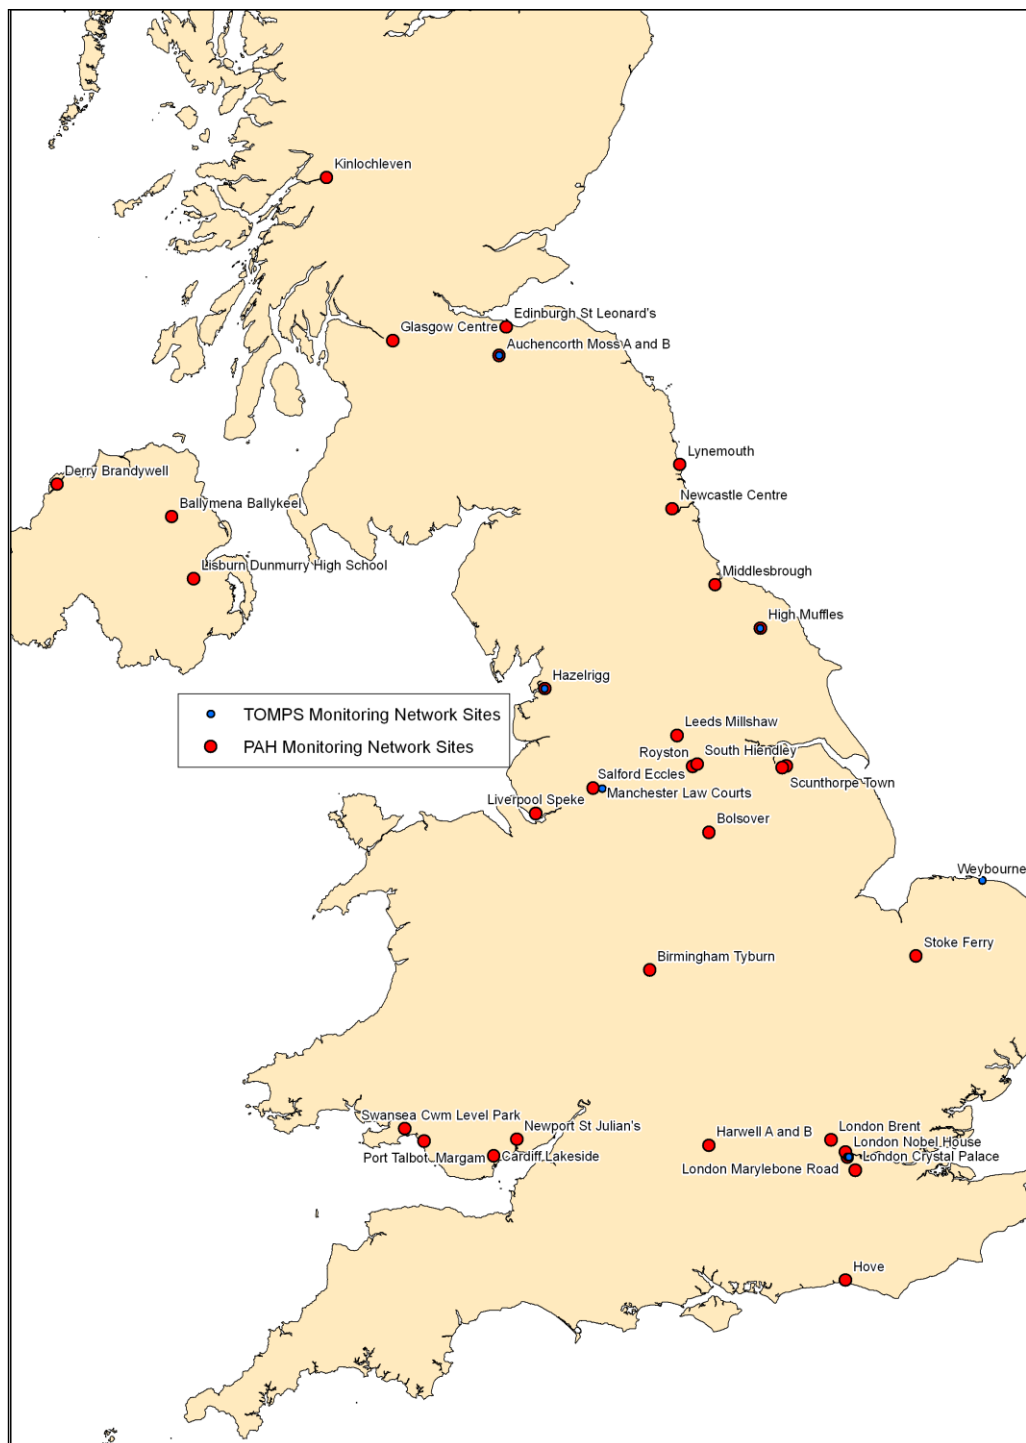 Kinlochleven
Edinburgh St Leonard's
Glasgow Centre
Auchencorth Moss A and B
Lynemouth
Derry Brandywell
Newcastle Centre
Ballymena Ballykeel
Lisburn Dunmurry High School
Middlesbrough
High Muffles
Hazelrigg
TOMPS Monitoring Network Sites
PAH Monitoring Network Sites
Leeds Millshaw
South Hiendley
Royston
Salford Eccles
Scunthorpe Town
Manchester Law Courts
Liverpool Speke
Bolsover
Weybourne
Stoke Ferry
Birmingham Tyburn
Swansea Cwm Level Park
Newport St Julian's
London Brent
Harwell A and B
London Nobel House
Port Talbot Margam
Cardiff Lakeside
London Crystal Palace
London Marylebone Road
Hove